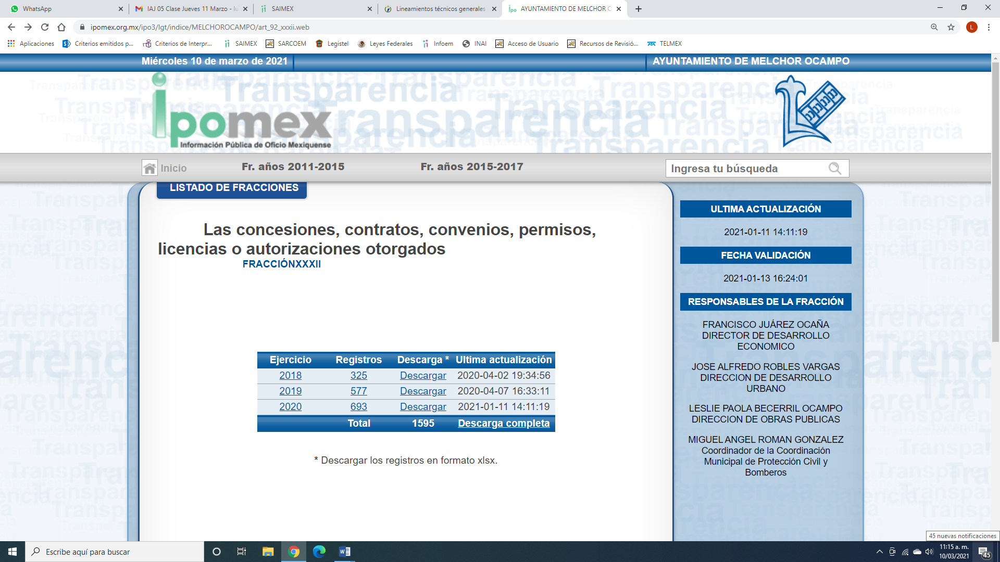 WhatsApp
IAJ 05 Clase Jueves 11 Marzo - lu
SAIMEX
Lineamientos técnicos generales
AYUNTAMIENTO DE MELCHOR O
ipomex.org.mx/ipo3/lgt/indice/MELCHOROCAMPO/art_92_xxxii.web
L
Aplicaciones
Criterios emitidos p...
Criterios de Interpr...
SAIMEX
SARCOEM
Legistel
Leyes Federales
Infoem
INAI
Acceso de Usuario
Recursos de Revisió...
TELMEX
Miércoles 10 de marzo de 2021
AYUNTAMIENTO DE MELCHOR OCAMPO
ipomex
Información Pública de Oficio Mexiquense
Transparencia
Inicio
Fr. años 2011-2015
Fr. años 2015-2017
Ingresa tu búsqueda
LISTADO DE FRACCIONES
Las concesiones, contratos, convenios, permisos,
licencias o autorizaciones otorgados
FRACCIÓNXXXII
Ejercicio Registros Descarga * Ultima actualización
2018 325 Descargar 2020-04-02 19:34:56
2019 577 Descargar 2020-04-07 16:33:11
2020 693 Descargar 2021-01-11 14:11:19
Total 1595 Descarga completa
* Descargar los registros en formato xlsx.
ULTIMA ACTUALIZACIÓN
2021-01-11 14:11:19
FECHA VALIDACIÓN
2021-01-13 16:24:01
RESPONSABLES DE LA FRACCIÓN
FRANCISCO JUÁREZ OCAÑA
DIRECTOR DE DESARROLLO
ECONOMICO
JOSE ALFREDO ROBLES VARGAS
DIRECCION DE DESARROLLO
URBANO
LESLIE PAOLA BECERRIL OCAMPO
DIRECCION DE OBRAS PUBLICAS
MIGUEL ANGEL ROMAN GONZALEZ
Coordinador de la Coordinación
Municipal de Protección Civil y
Bomberos
45 nuevas notificaciones
Escribe aquí para buscar
11:15 a. m.
10/03/2021
45